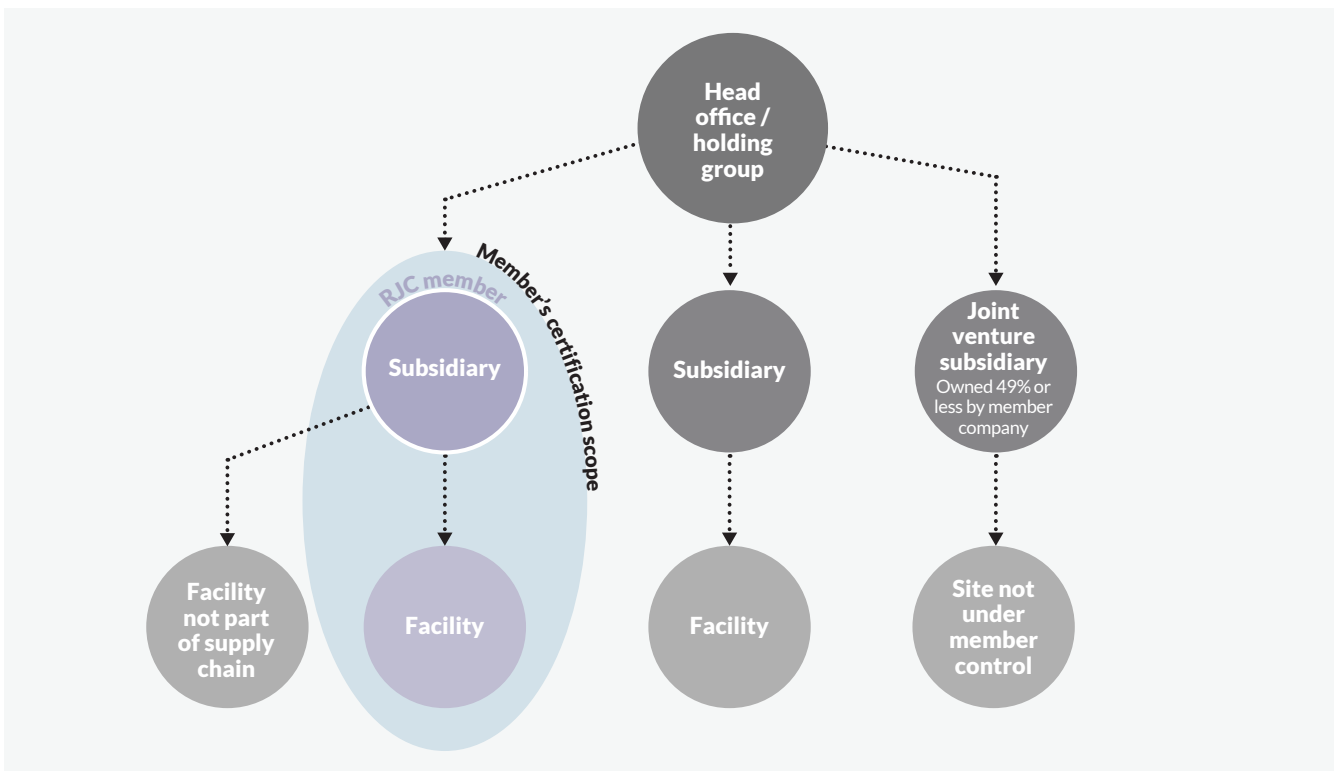 Head
office /
holding
group
Member’s certification scope
RJC member
Subsidiary
Subsidiary
Joint
venture
subsidiary
Owned 49% or
less by member
company
Facility
not part
of supply
chain
Facility
Facility
Site not
under
member
control